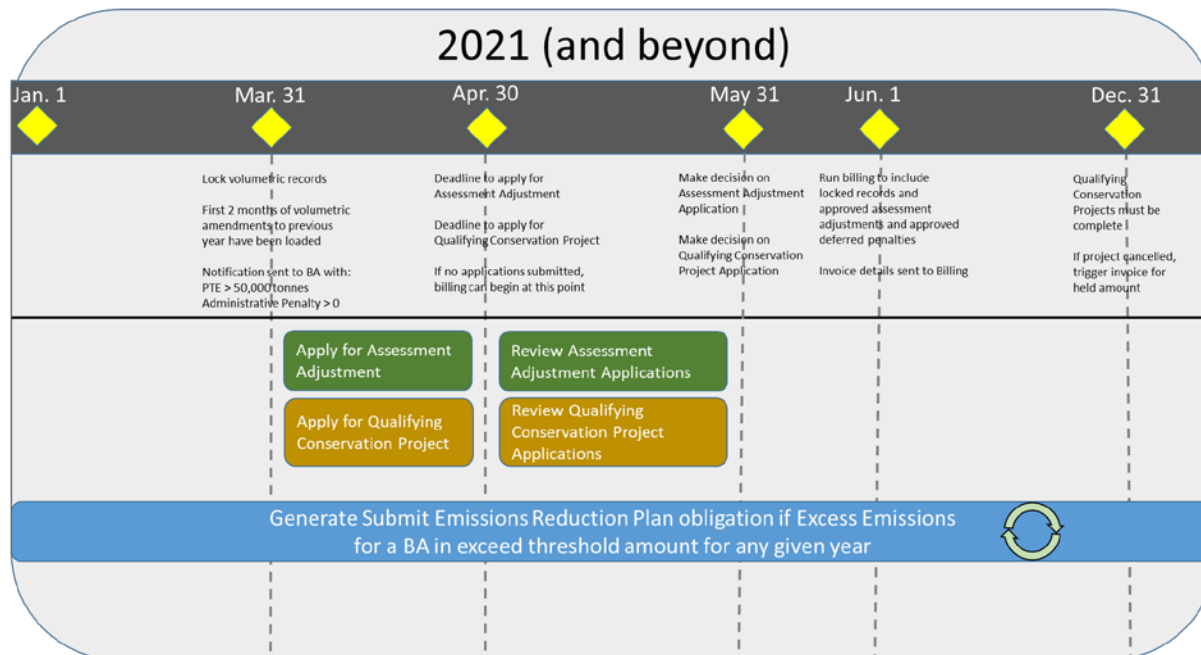 2021 (and beyond)
Jan. 1
Mar. 31
Apr. 30
May 31
Jun. 1
Dec. 31
Lock volumetric records
First 2 months of volumetric
amendments to previous
year have been loaded
Notification sent to BA with:
PTE > 50,000 tonnes
Administrative Penalty > 0
Deadline to apply for
Assessment Adjustment
Deadline to apply for
Qualifying Conservation Project
If no applications submitted,
billing can begin at this point
Make decision on
Assessment Adjustment
Application
Make decision on
Qualifying Conservation
Project Application
Run billing to include
locked records and
approved assessment
adjustments and approved
deferred penalties
Invoice details sent to Billing
Qualifying
Conservation
Projects must be
complete
If project cancelled,
trigger invoice for
held amount
Apply for Assessment
Adjustment
Review Assessment
Adjustment Applications
Apply for Qualifying
Conservation Project
Review Qualifying
Conservation Project
Applications
Generate Submit Emissions Reduction Plan obligation if Excess Emissions
for a BA in exceed threshold amount for any given year